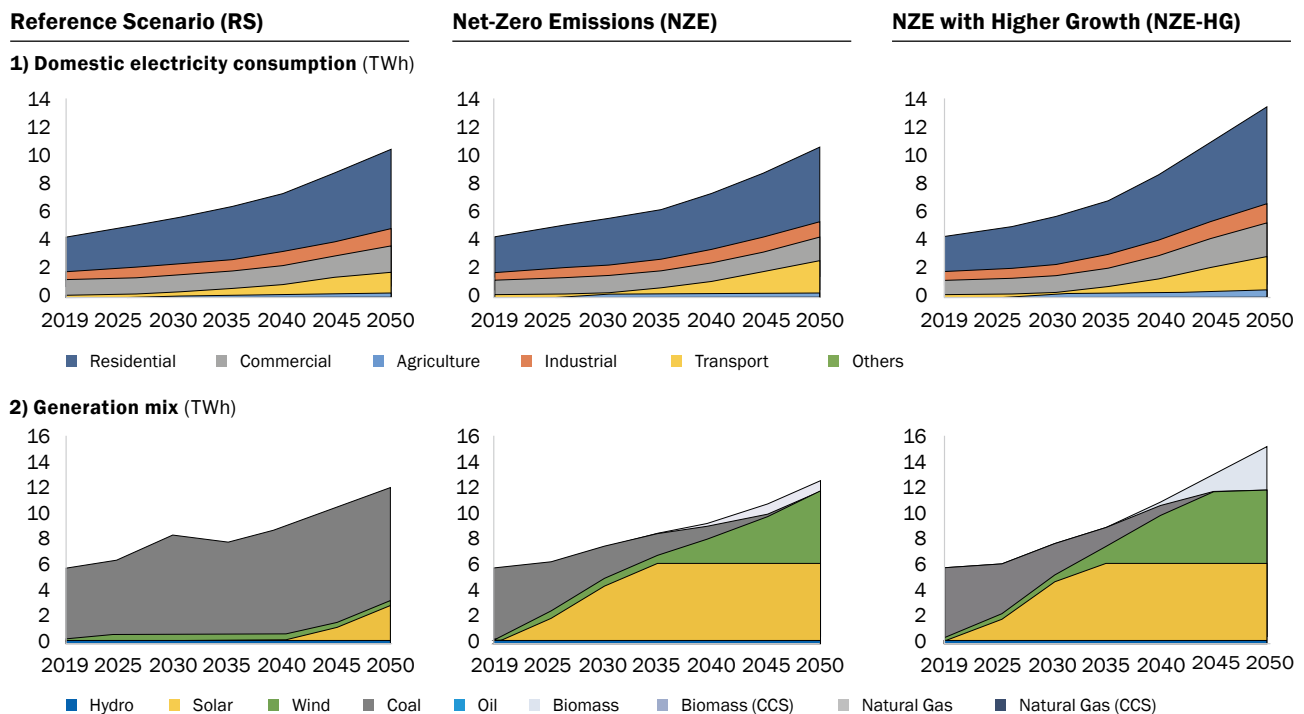 Reference Scenario (RS) Net-Zero Emissions (NZE) NZE with Higher Growth (NZE-HG)
1) Domestic electricity consumption (TWh)
14 14 14
12 12 12
10 10 10
8 8 8
6 6 6
4 4 4
2 2 2
0 0 0
2019 2025 2030 2035 2040 2045 2050 2019 2025 2030 2035 2040 2045 2050 2019 2025 2030 2035 2040 2045 2050
Residential Commercial Agriculture Industrial Transport Others
2) Generation mix (TWh)
16 16 16
14 14 14
12 12 12
10 10 10
8 8 8
6 6 6
4 4 4
2 2 2
0 0 0
2019 2025 2030 2035 2040 2045 2050 2019 2025 2030 2035 2040 2045 2050 2019 2025 2030 2035 2040 2045 2050
Hydro Solar Wind Coal Oil Biomass Biomass (CCS) Natural Gas Natural Gas (CCS)